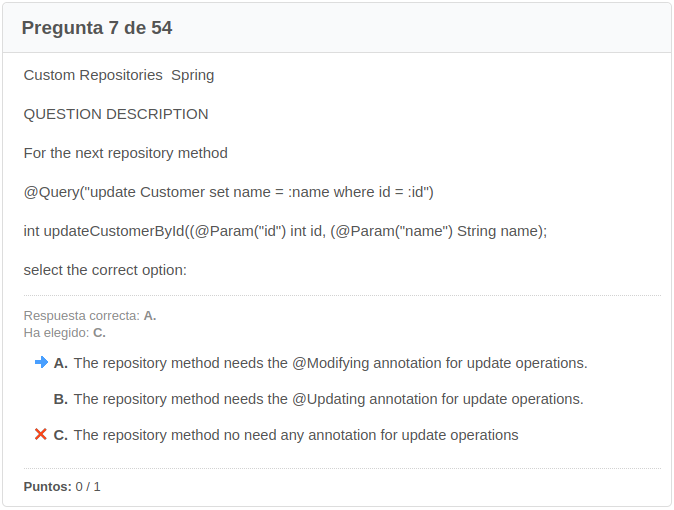 Pregunta 7 de 54
Custom Repositories  Spring
QUESTION DESCRIPTION
For the next repository method
@Query("update Customer set name = :name where id = :id")
int updateCustomerById((@Param("id") int id, (@Param("name") String name);
select the correct option:
Respuesta correcta: A.
Ha elegido: C.
A. The repository method needs the @Modifying annotation for update operations.
B. The repository method needs the @Updating annotation for update operations.
C. The repository method no need any annotation for update operations
Puntos: 0 / 1